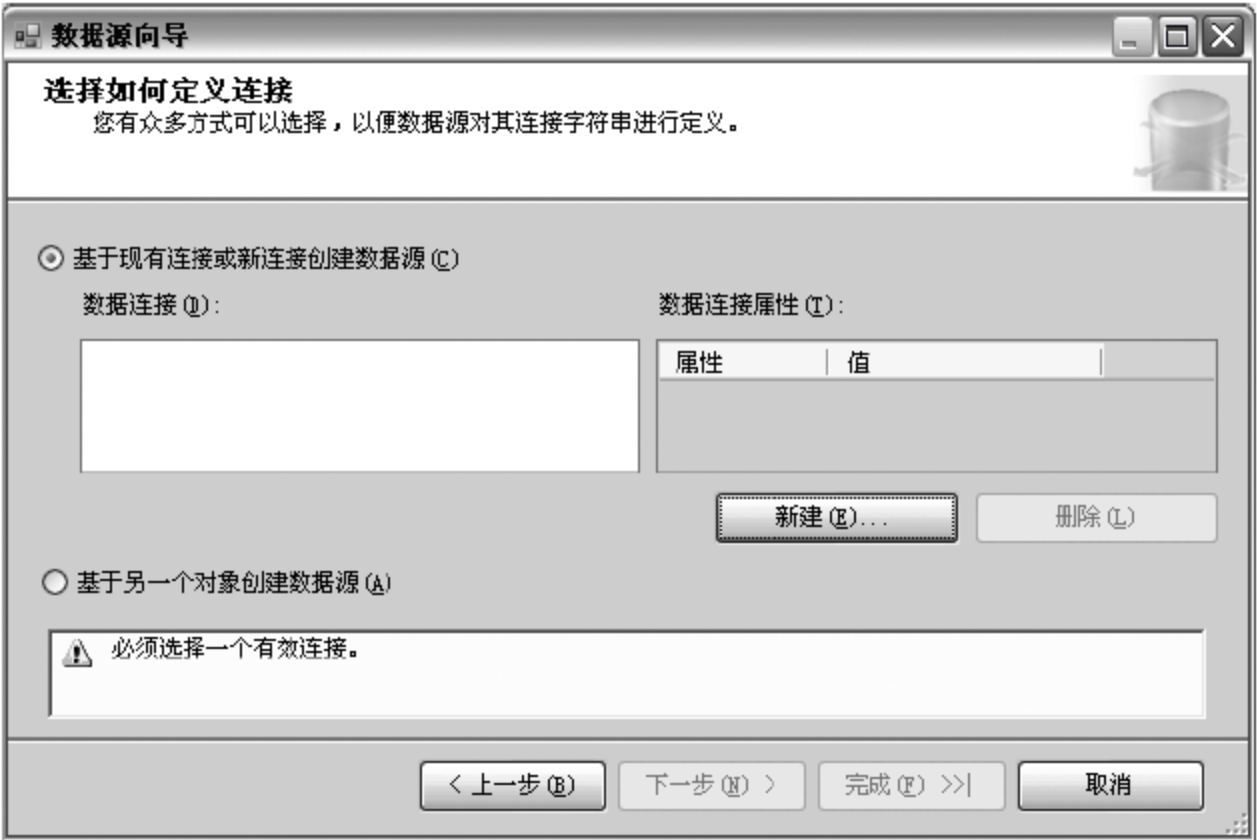 数据源向导
选择如何定义连接
您有众多方式可以选择，以便数据源对其连接字符串进行定义。
基于现有连接或新连接创建数据源(C)
数据连接(D):
数据连接属性(T):
属性
值
新建(E)...
删除(L)
基于另一个对象创建数据源(A)
必须选择一个有效连接。
< 上一步(B)
下一步(N) >
完成(F) >>|
取消